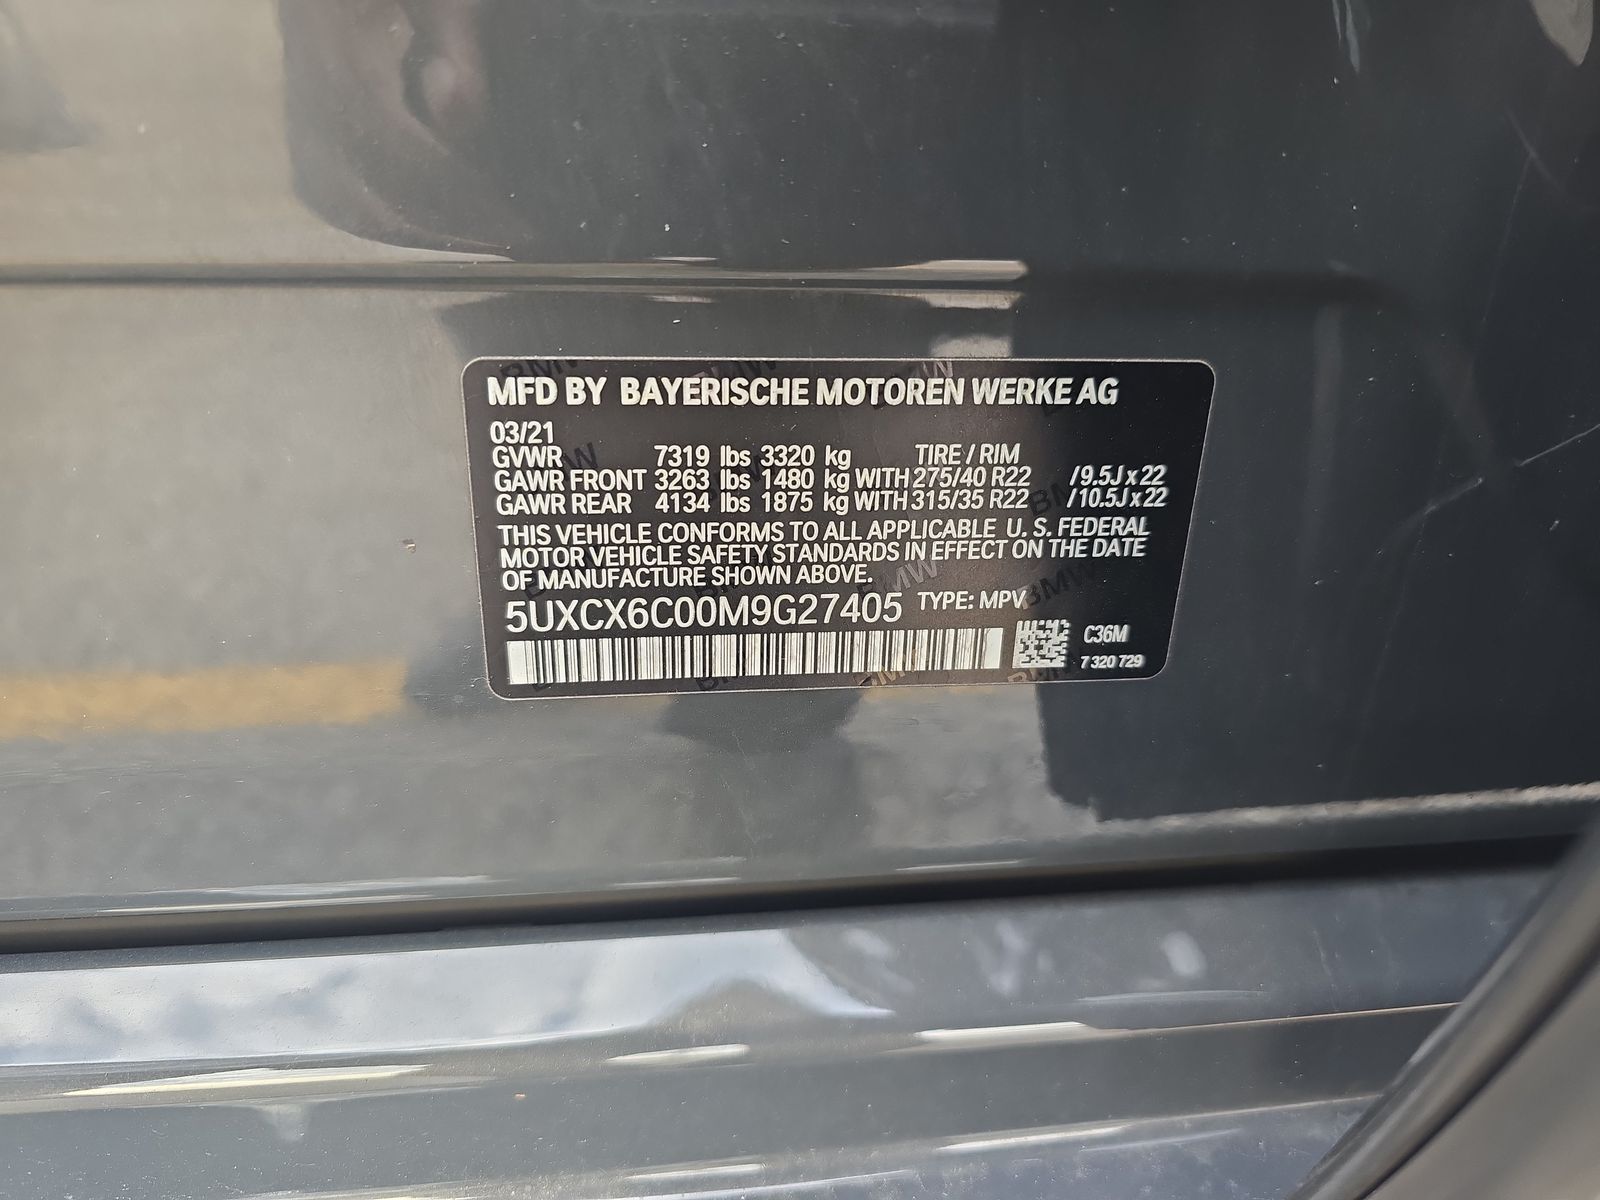 MFD BY BAYERISCHE MOTOREN WERKE AG
03/21
GVWR 7319 lbs 3320 kg TIRE / RIM
GAWR FRONT 3263 lbs 1480 kg WITH 275/40 R22 /9.5J x 22
GAWR REAR 4134 lbs 1875 kg WITH 315/35 R22 /10.5J x 22
THIS VEHICLE CONFORMS TO ALL APPLICABLE U. S. FEDERAL
MOTOR VEHICLE SAFETY STANDARDS IN EFFECT ON THE DATE
OF MANUFACTURE SHOWN ABOVE.
5UXCX6C00M9G27405 TYPE: MPV
C36M
7 320 729